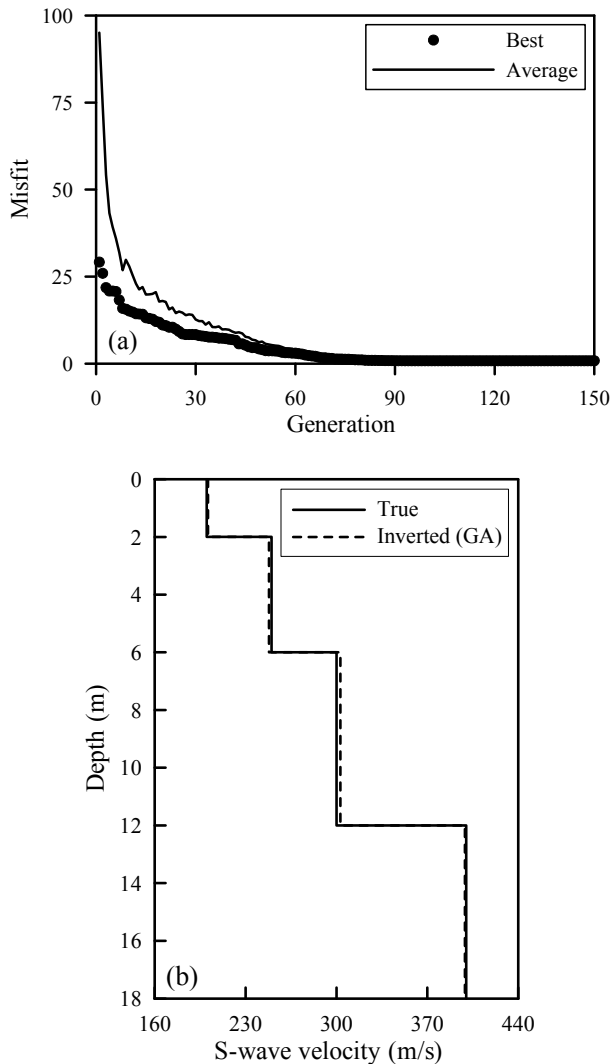 100
75
50
25
0
Misfit
Best
Average
(a)
0 30 60 90 120 150
Generation
0
2
4
6
8
10
12
14
16
18
Depth (m)
True
Inverted (GA)
(b)
160 230 300 370 440
S-wave velocity (m/s)